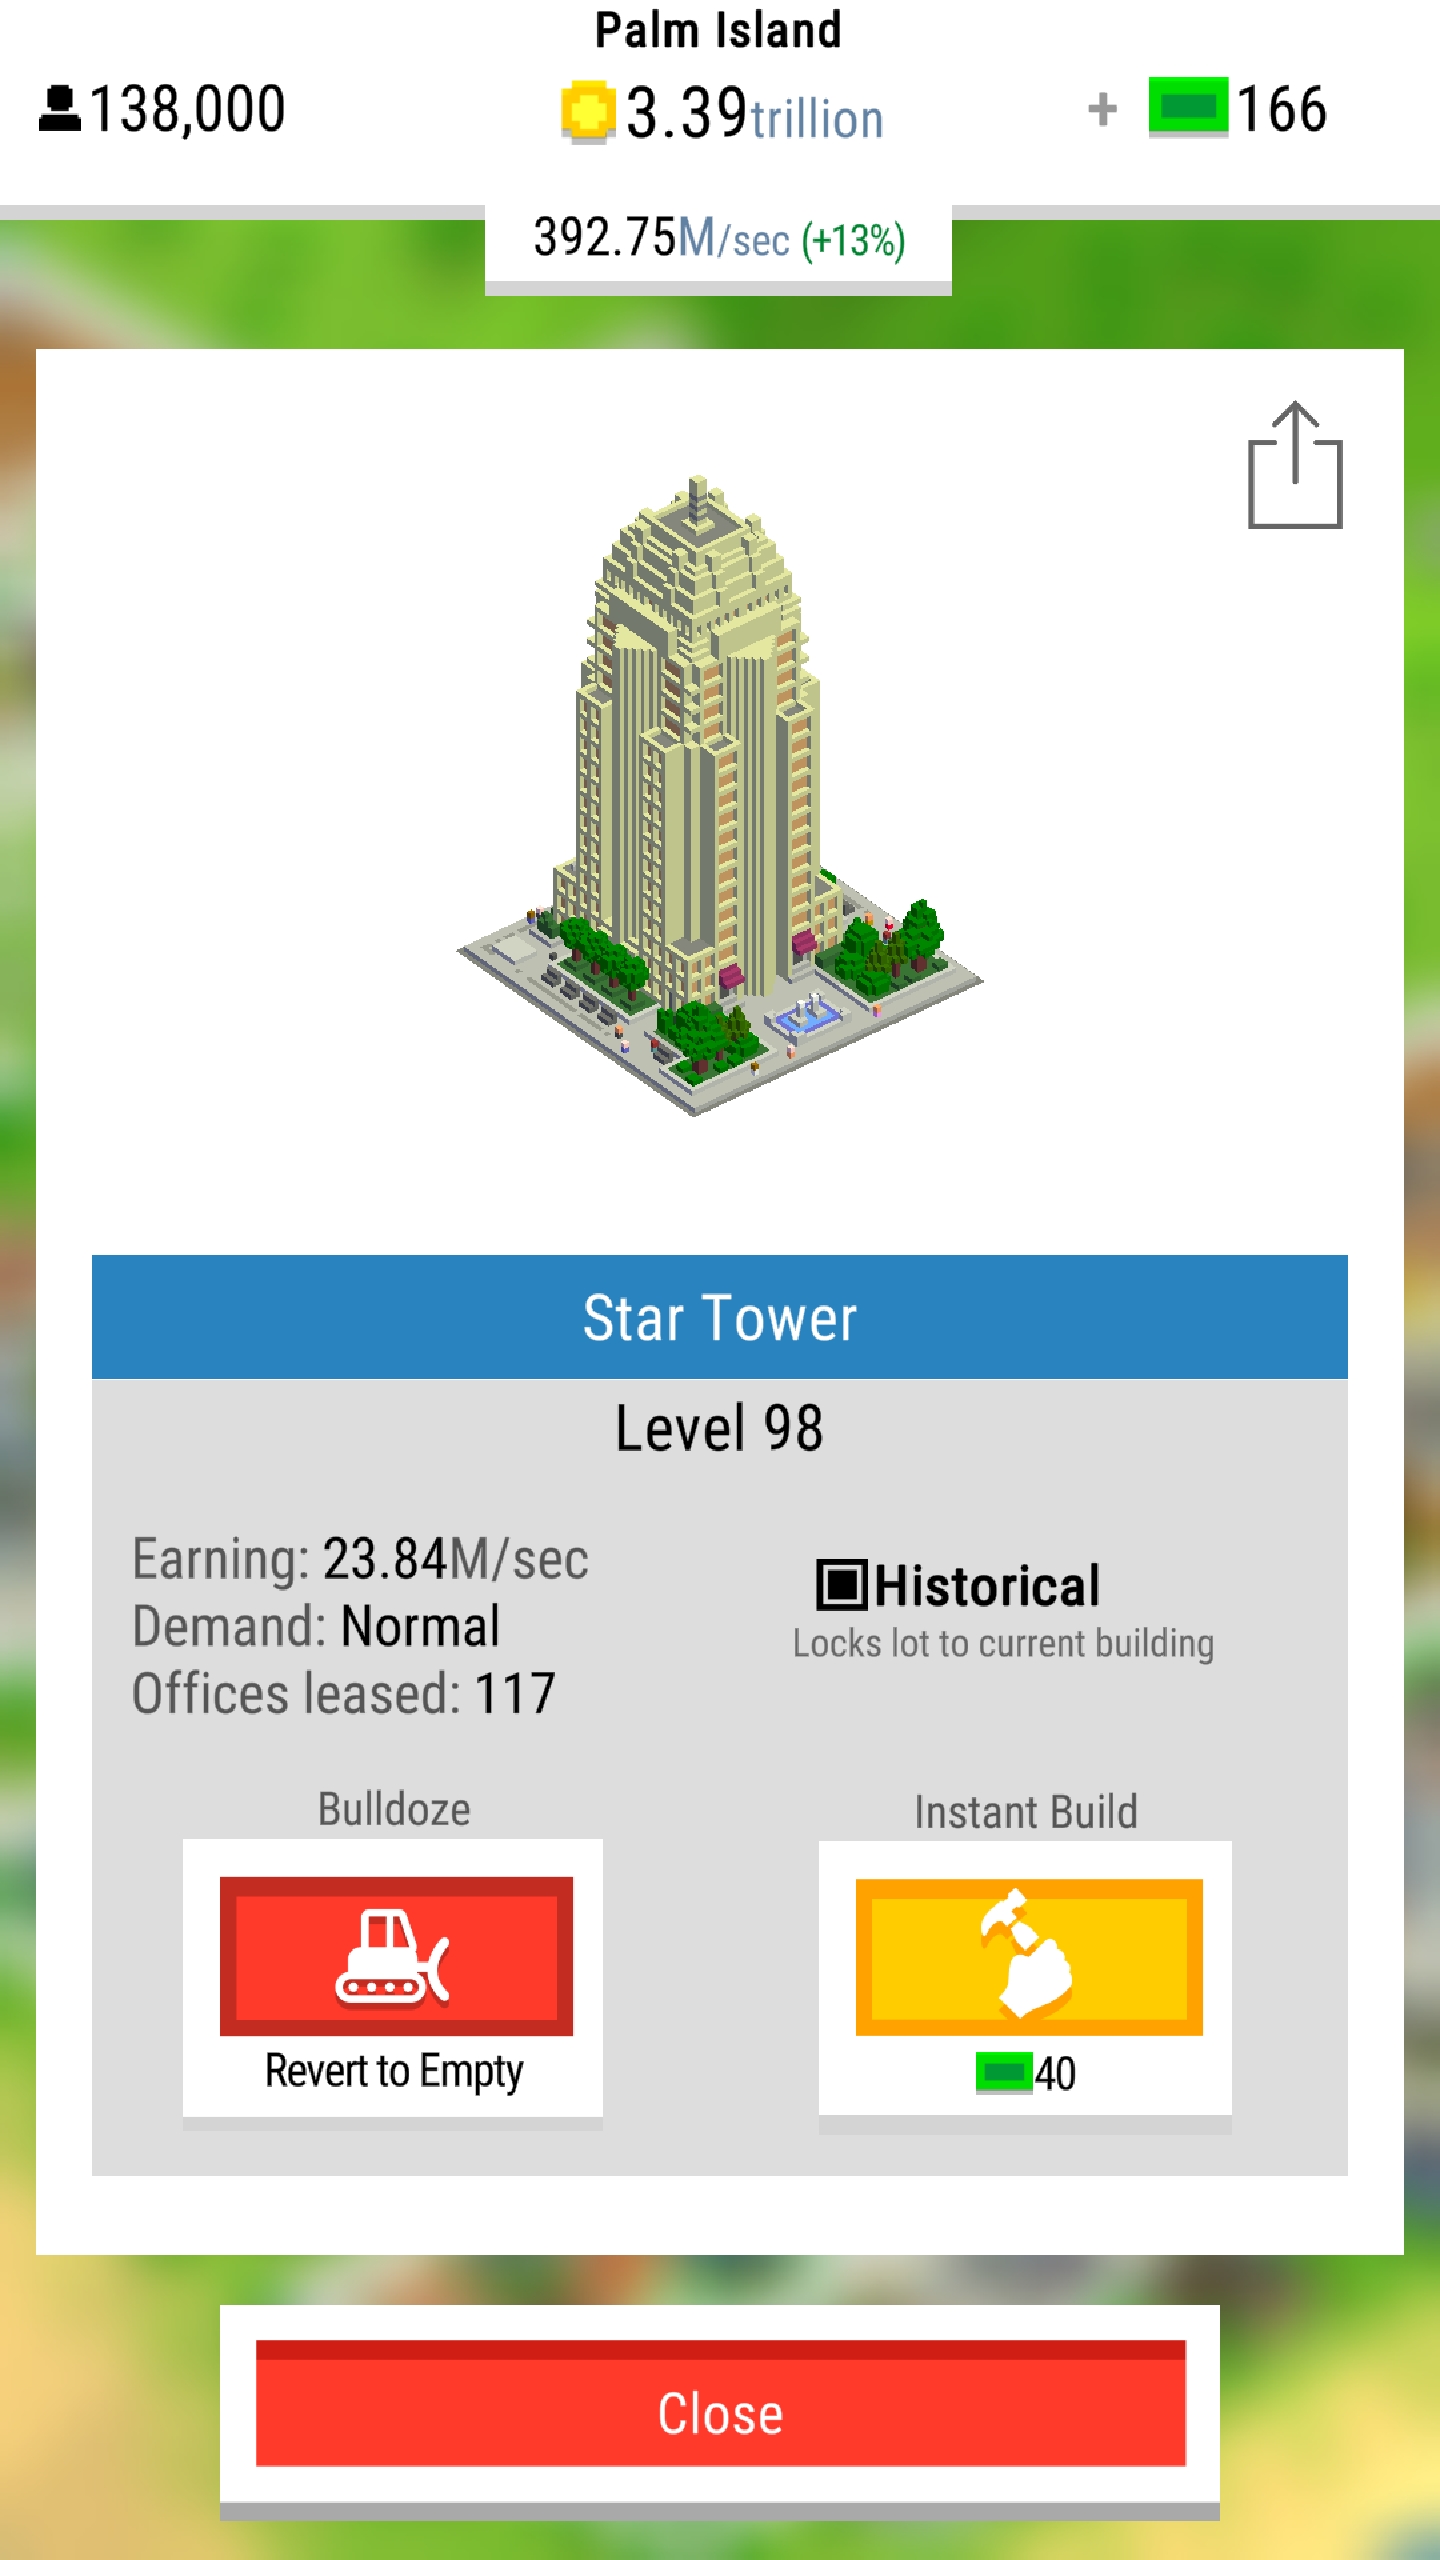 Palm Island
138,000
3.39trillion
+ 166
392.75M/sec (+13%)
Star Tower
Level 98
Earning: 23.84M/sec
Demand: Normal
Offices leased: 117
Historical
Locks lot to current building
Bulldoze
Revert to Empty
Instant Build
40
Close